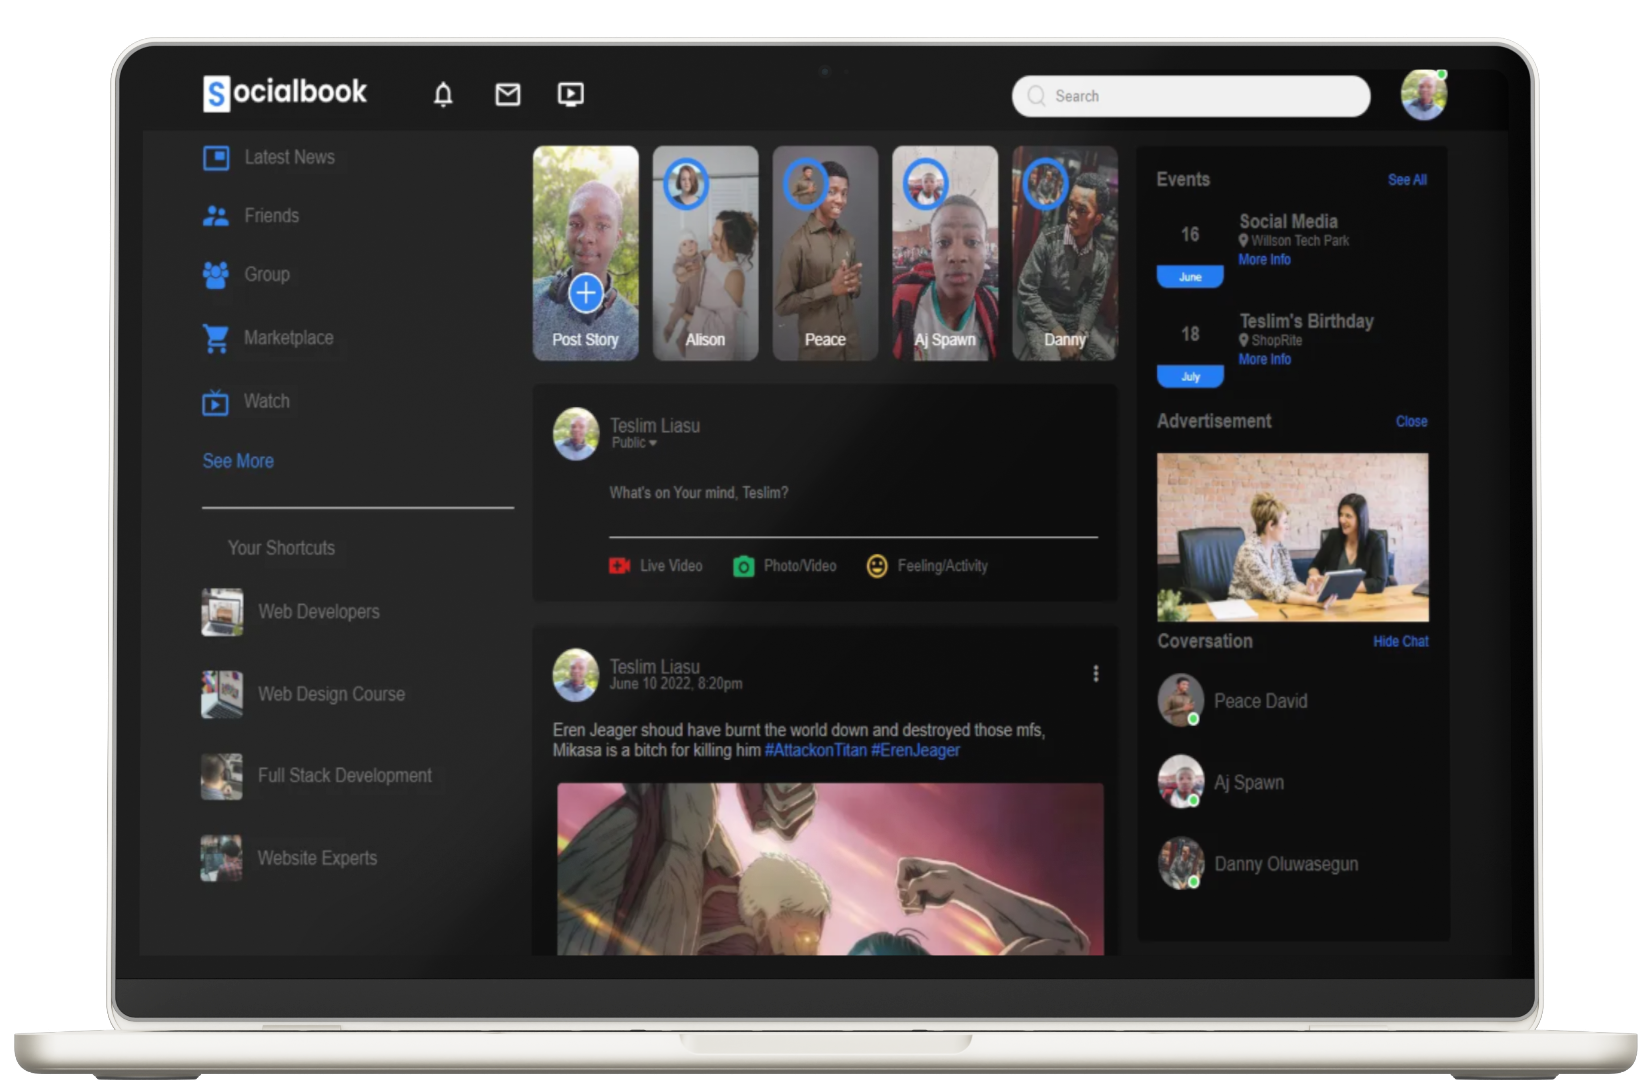 Socialbook
Search
Latest News
Friends
Group
Marketplace
Watch
See More
Your Shortcuts
Web Developers
Web Design Course
Full Stack Development
Website Experts
Post Story
Alison
Peace
Aj Spawn
Danny
Teslim Liasu
Public
What's on Your mind, Teslim?
Live Video
Photo/Video
Feeling/Activity
Teslim Liasu
June 10 2022, 8:20pm
Eren Jeager shoud have burnt the world down and destroyed those mfs,
Mikasa is a bitch for killing him #AttackonTitan #ErenJeager
Events
See All
16
June
Social Media
Willson Tech Park
More Info
18
July
Teslim's Birthday
ShopRite
More Info
Advertisement
Close
Coversation
Hide Chat
Peace David
Aj Spawn
Danny Oluwasegun